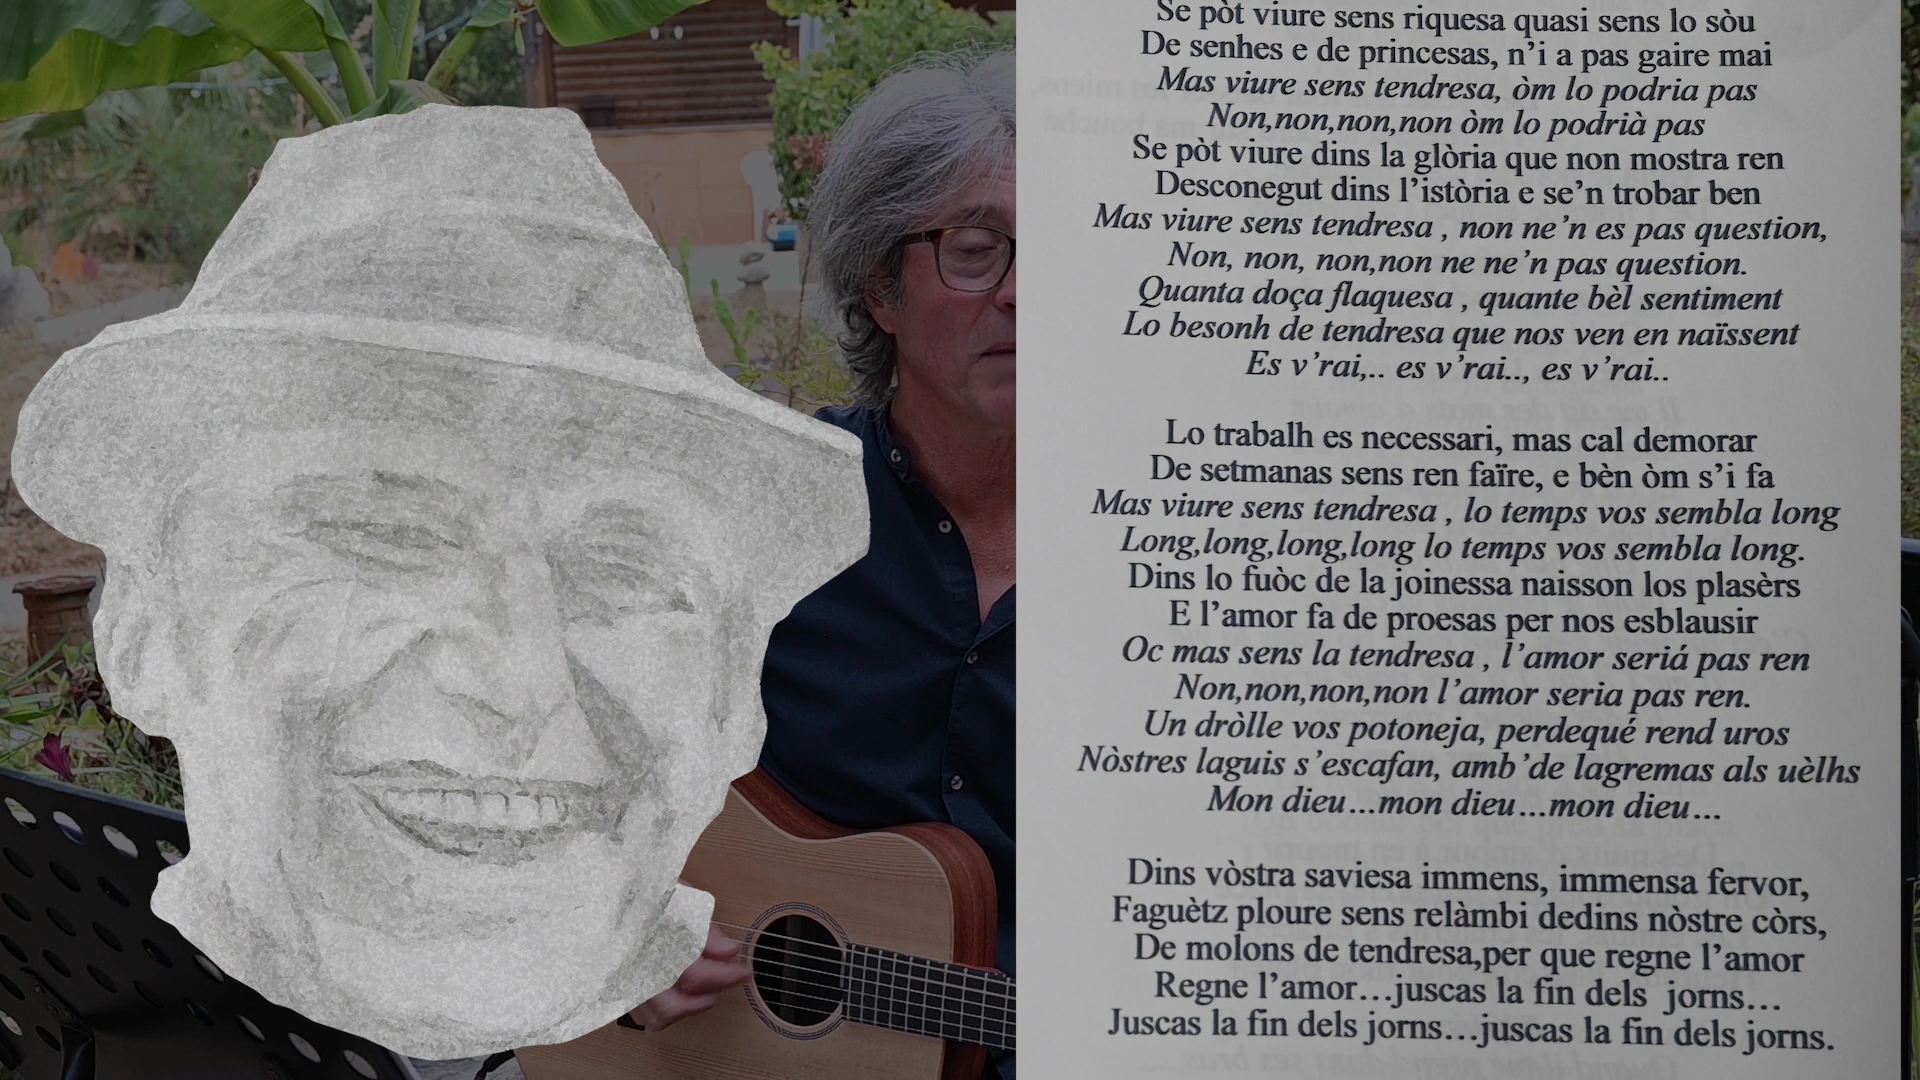 Se pòt viure sens riquesa quasi sens lo sòu
De senhes e de princesas, n’i a pas gaire mai
Mas viure sens tendresa, òm lo podria pas
Non,non,non,non òm lo podrià pas
Se pòt viure dins la glòria que non mostra ren
Desconegut dins l’istòria e se’n trobar ben
Mas viure sens tendresa , non ne’n es pas question,
Non, non, non,non ne ne’n pas question.
Quanta doça flaquesa , quante bèl sentiment
Lo besonh de tendresa que nos ven en naïssent
Es v’rai,.. es v’rai.., es v’rai..
Lo trabalh es necessari, mas cal demorar
De setmanas sens ren faïre, e bèn òm s’i fa
Mas viure sens tendresa , lo temps vos sembla long
Long,long,long,long lo temps vos sembla long.
Dins lo fuòc de la joinessa naisson los plasèrs
E l’amor fa de proesas per nos esblausir
Oc mas sens la tendresa , l’amor seriá pas ren
Non,non,non,non l’amor seria pas ren.
Un dròlle vos potoneja, perdequé rend uros
Nòstres laguis s’escafan, amb’de lagremas als uèlhs
Mon dieu...mon dieu...mon dieu...
Dins vòstra saviesa immens, immensa fervor,
Faguètz ploure sens relàmbi dedins nòstre còrs,
De molons de tendresa,per que regne l’amor
Regne l’amor...juscas la fin dels jorns...
Juscas la fin dels jorns...juscas la fin dels jorns.